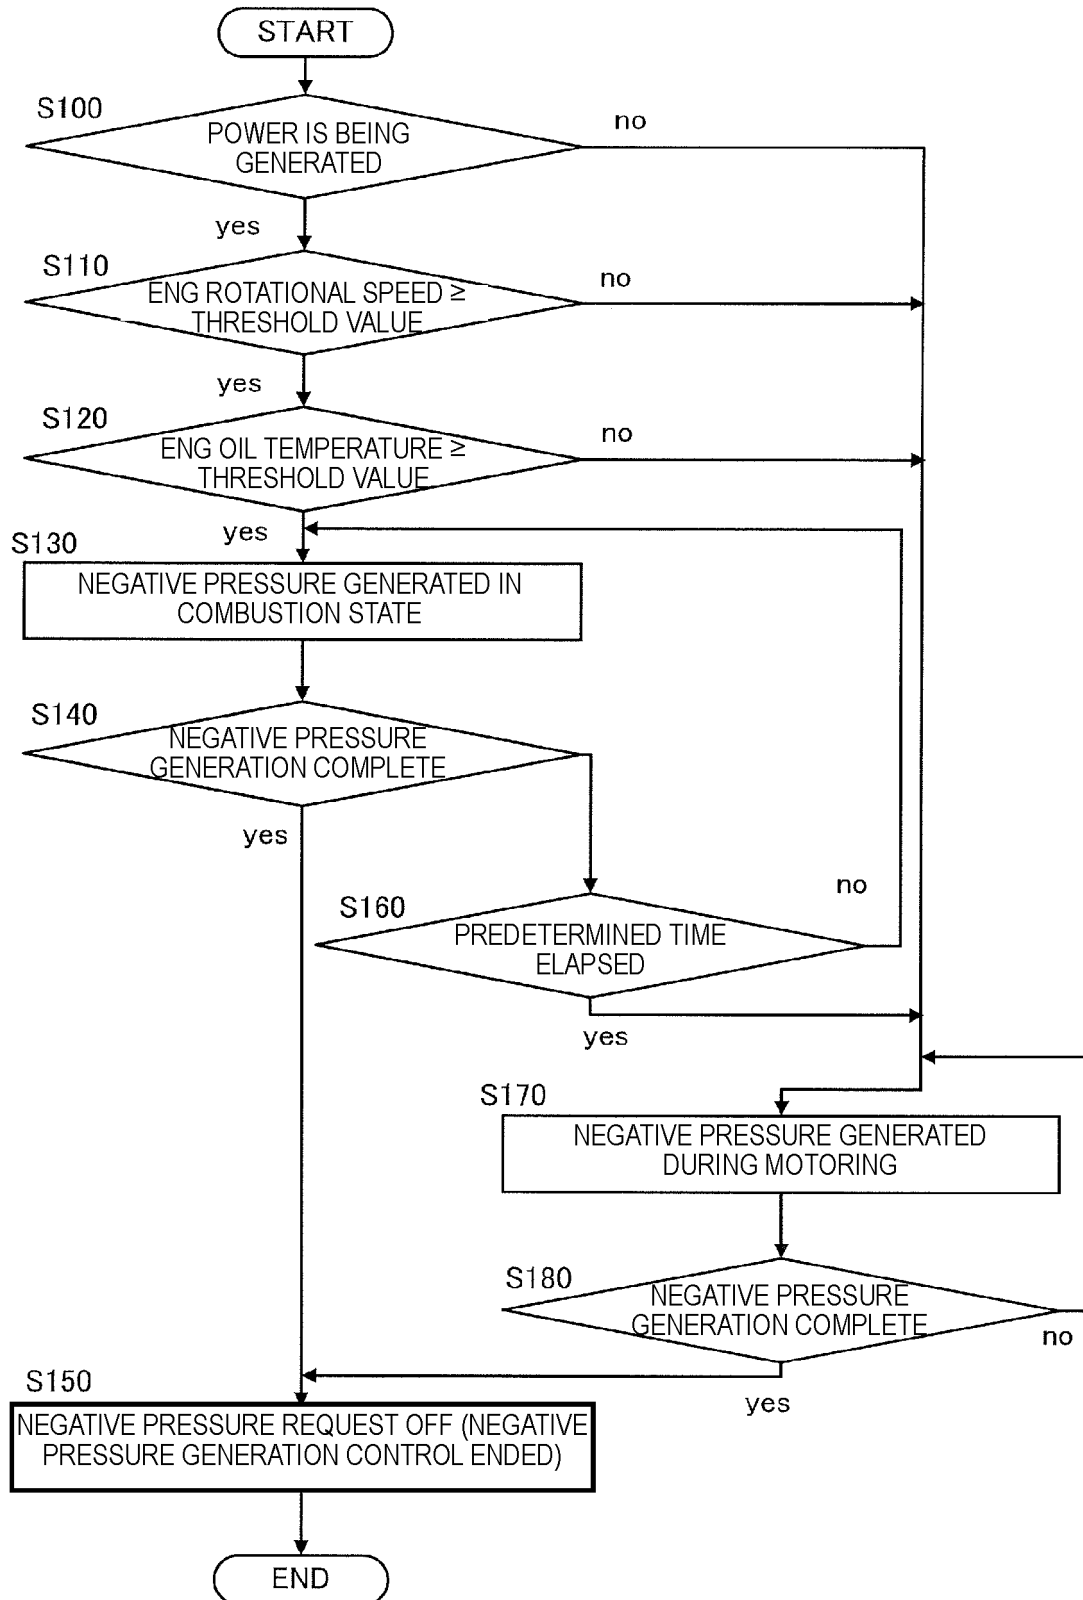 START
S100
POWER IS BEING
GENERATED
no
yes
S110
ENG ROTATIONAL SPEED ≥
THRESHOLD VALUE
no
yes
S120
ENG OIL TEMPERATURE ≥
THRESHOLD VALUE
no
yes
S130
NEGATIVE PRESSURE GENERATED IN
COMBUSTION STATE
S140
NEGATIVE PRESSURE
GENERATION COMPLETE
yes
S160
PREDETERMINED TIME
ELAPSED
no
yes
S170
NEGATIVE PRESSURE GENERATED
DURING MOTORING
S180
NEGATIVE PRESSURE
GENERATION COMPLETE
no
yes
S150
NEGATIVE PRESSURE REQUEST OFF (NEGATIVE
PRESSURE GENERATION CONTROL ENDED)
END